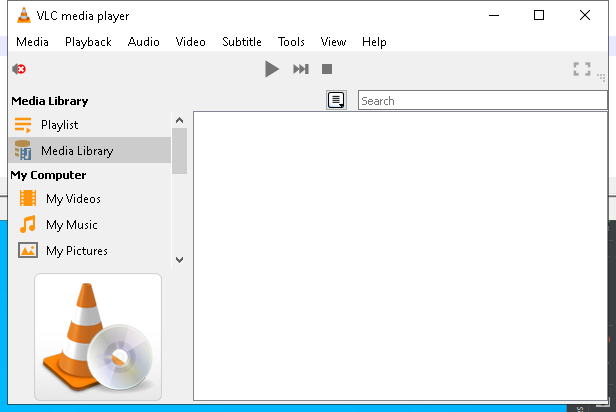 VLC media player
Media Playback Audio Video Subtitle Tools View Help
Media Library
Search
Playlist
Media Library
My Computer
My Videos
My Music
My Pictures